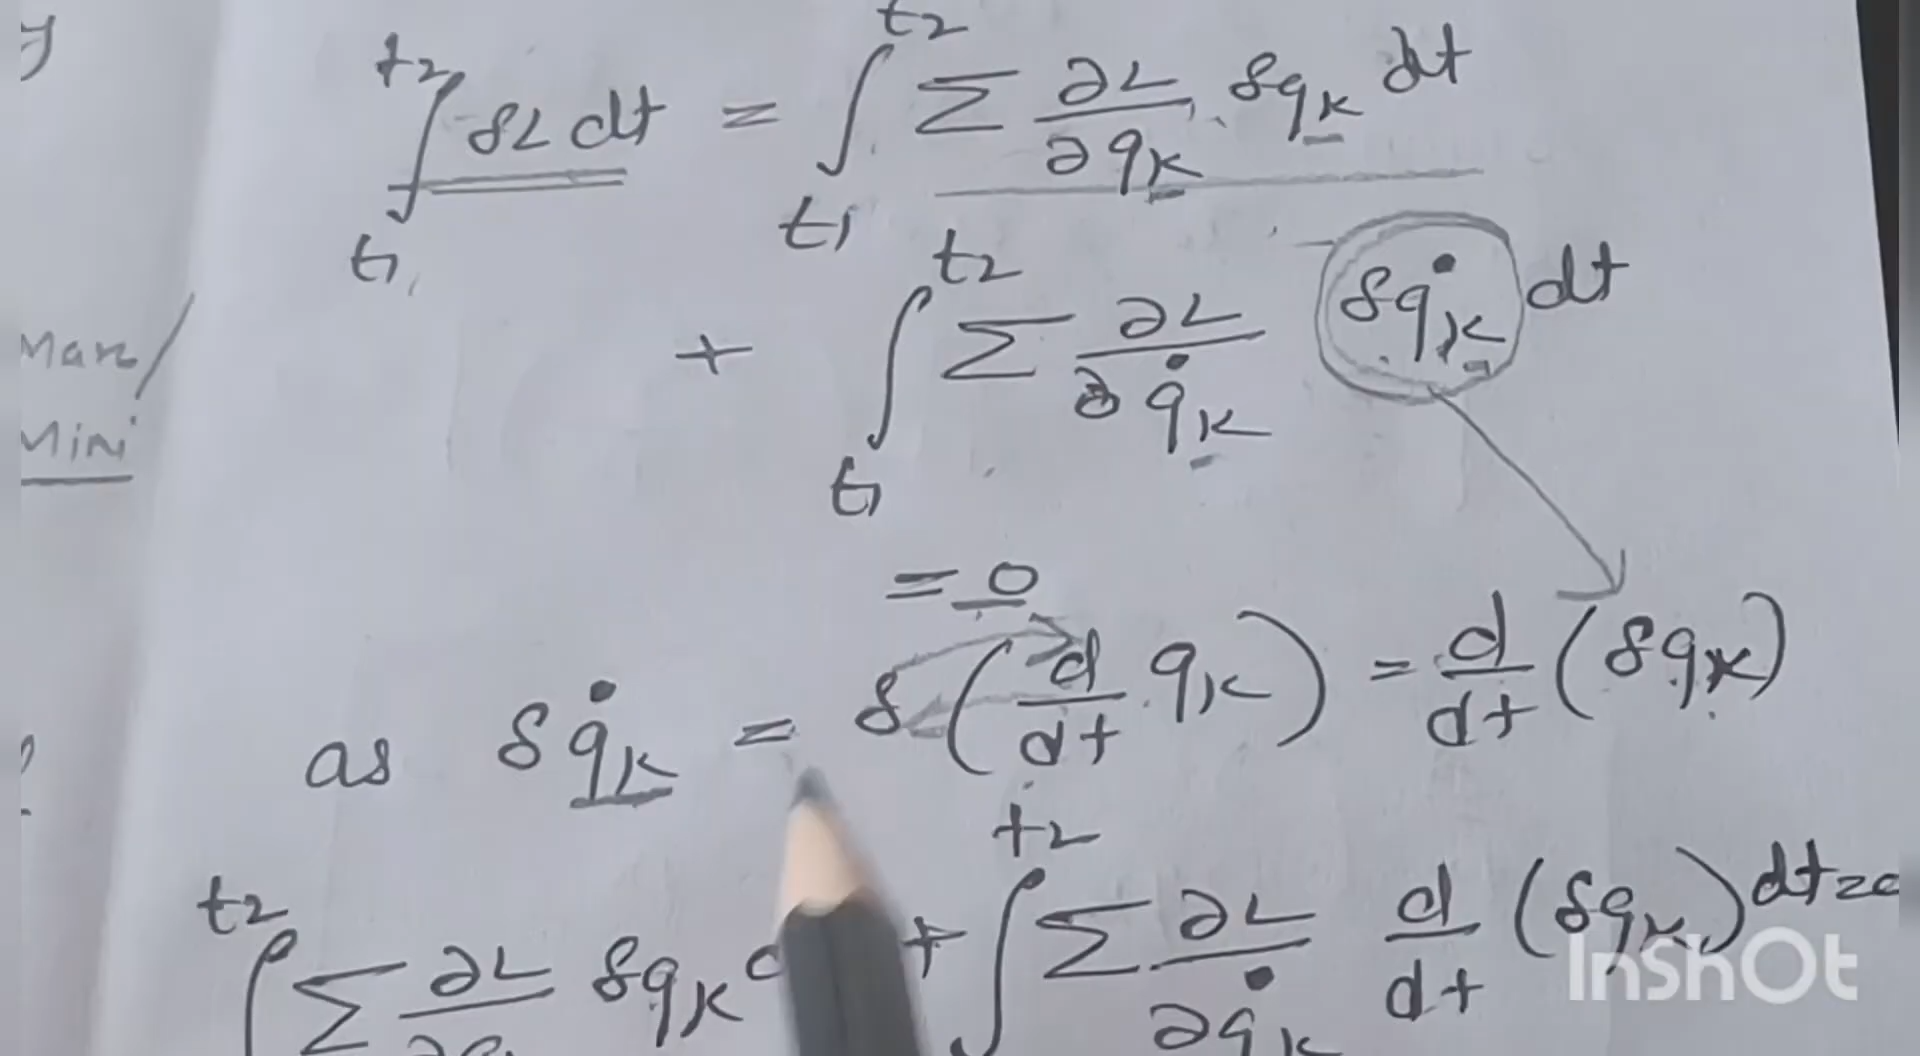 y
∫_{t1}^{t2} δL dt = ∫_{t1}^{t2} Σ ∂L/∂q_k δq_k dt
+ ∫_{t1}^{t2} Σ ∂L/∂q̇_k δq̇_k dt
Max/
Mini
= 0
as δq̇_k = δ(d/dt q_k) = d/dt (δq_k)
∫^{t2} Σ ∂L/∂q δq_k d + ∫^{t2} Σ ∂L/∂q̇_k d/dt (δq_k) dt =
InShOt